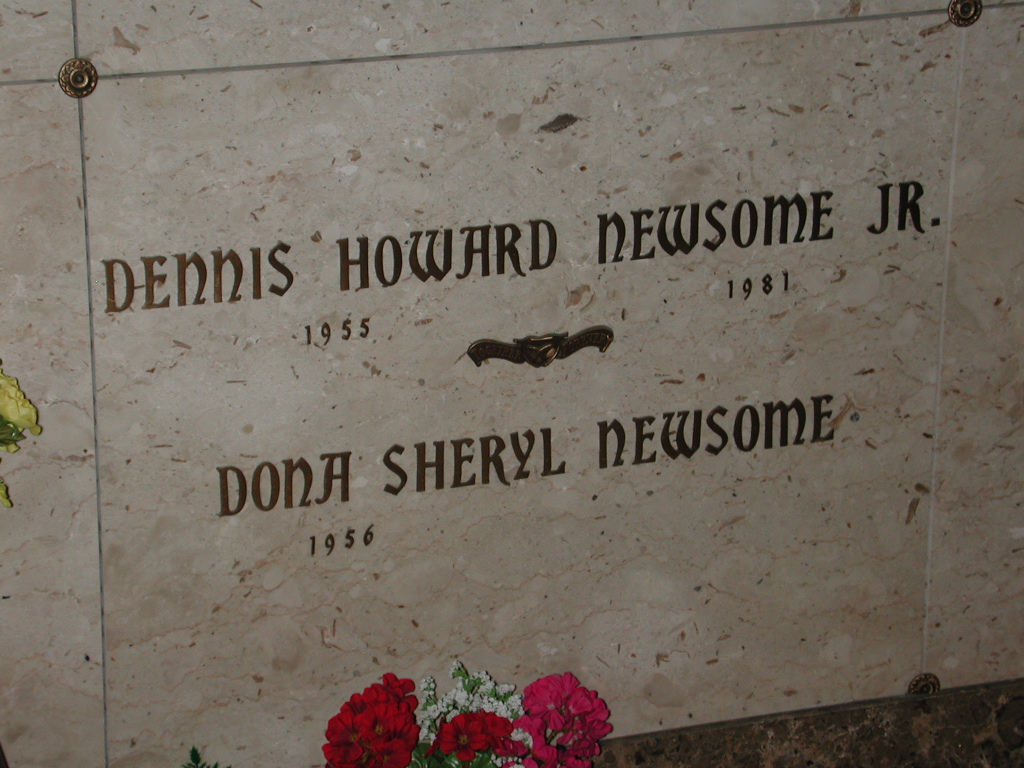 DENNIS HOWARD NEWSOME JR.
1955 1981
DONA SHERYL NEWSOME
1956